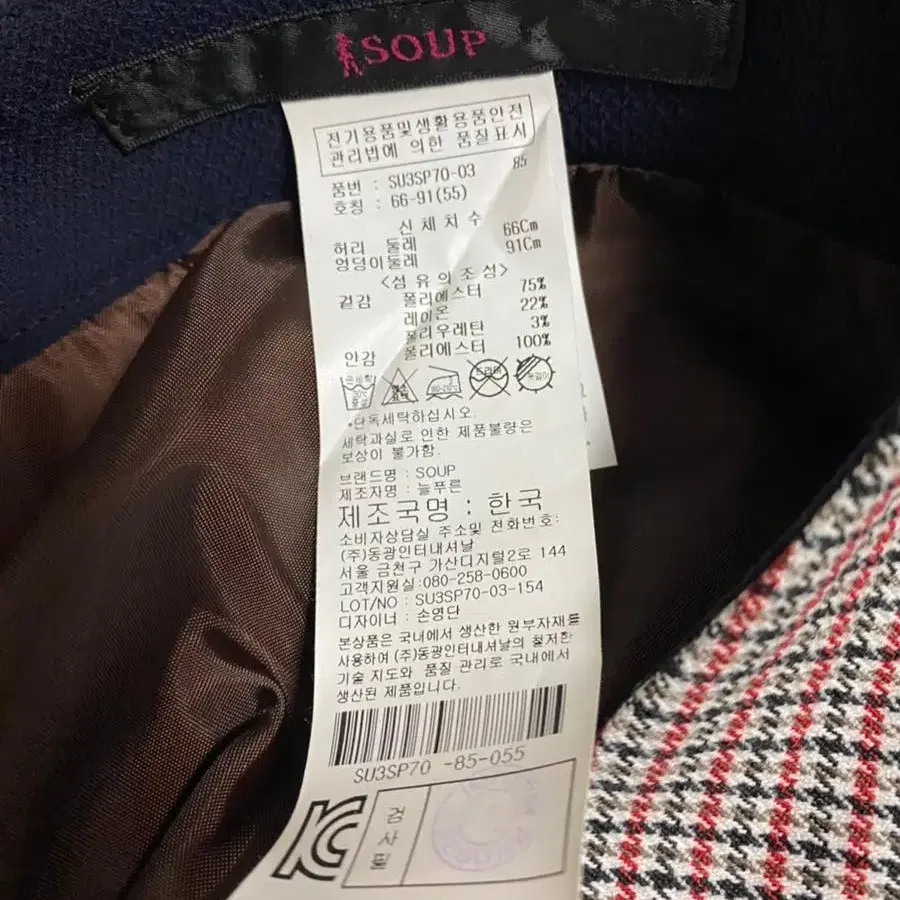 SOUP
전기용품및생활용품안전
관리법에 의한 품질표시
품번 : SU3SP70-03 85
호칭 : 66-91(55)
신체치수
허리 둘레 66Cm
엉덩이둘레 91Cm
<섬유의조성>
겉감 폴리에스터 75%
레이온 22%
폴리우레탄 3%
안감 폴리에스터 100%
드라이
*단독세탁하십시오.
세탁과실로 인한 제품불량은
보상이 불가함.
브랜드명 : SOUP
제조자명 : 늘푸른
제조국명 : 한국
소비자상담실 주소및 전화번호:
(주)동광인터내셔날
서울 금천구 가산디지털2로 144
고객지원실:080-258-0600
LOT/NO : SU3SP70-03-154
디자이너 : 손영단
본상품은 국내에서 생산한 원부자재를
사용하여 (주)동광인터내셔날의 철저한
기술 지도와 품질 관리로 국내에서
생산된 제품입니다.
SU3SP70 -85-055
검사필